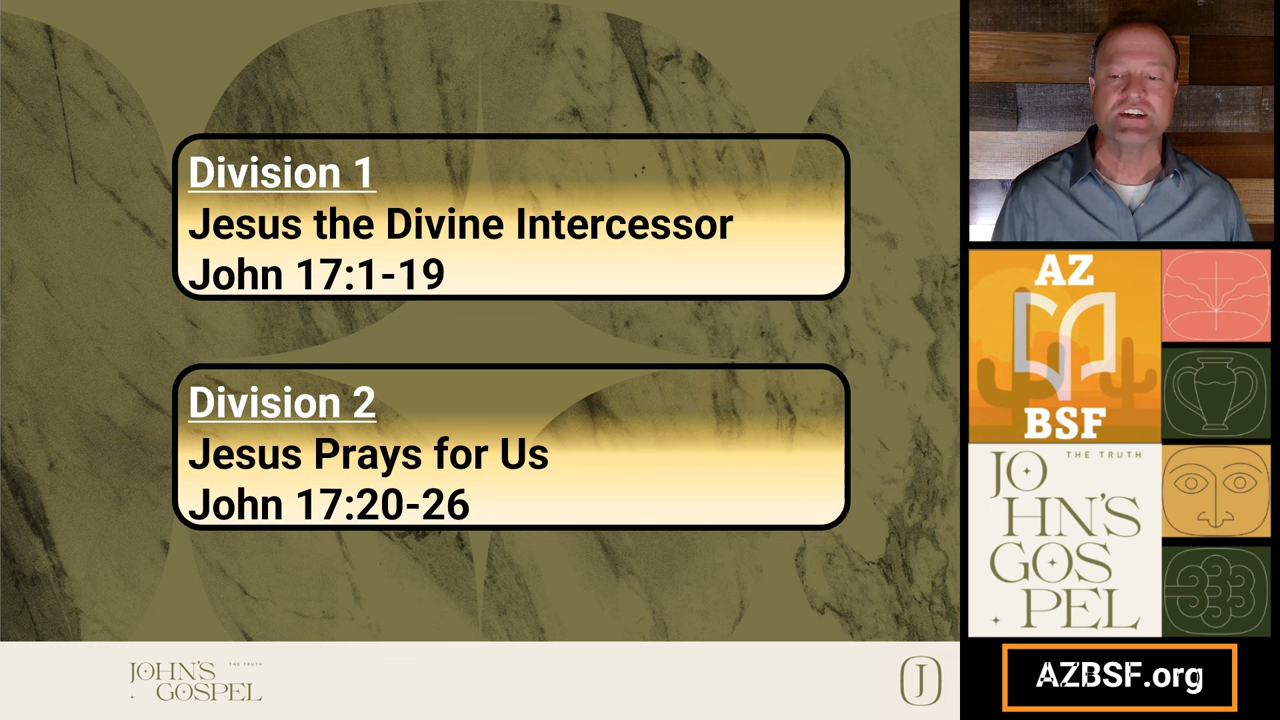 Division 1
Jesus the Divine Intercessor
John 17:1-19
Division 2
Jesus Prays for Us
John 17:20-26
JOHN'S THE TRUTH
GOSPEL
J
AZ
BSF
THE TRUTH
JO
HN'S
GOS
PEL
AZBSF.org